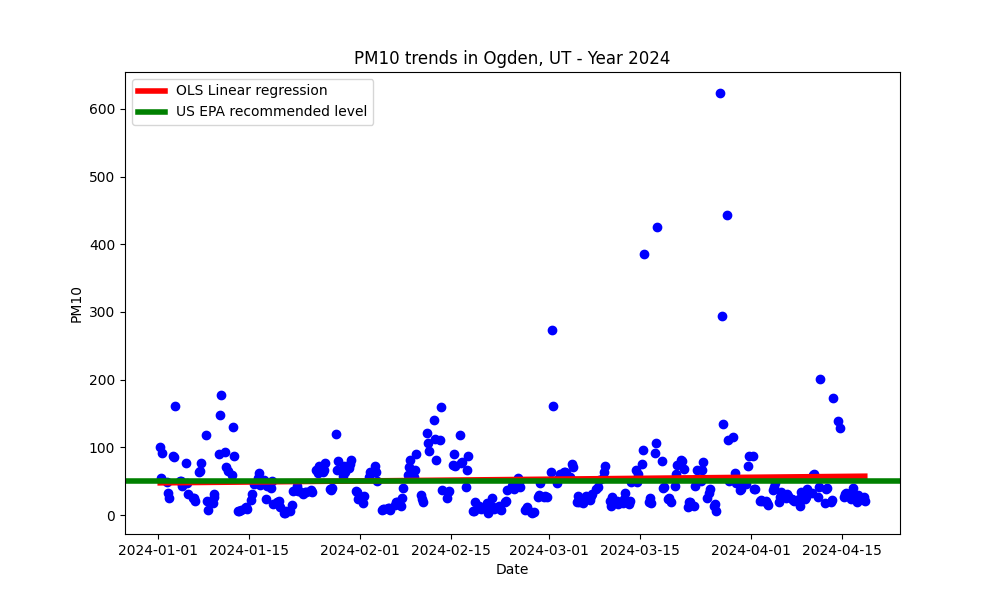 PM10 trends in Ogden, UT - Year 2024
OLS Linear regression
US EPA recommended level
600
500
400
300
200
100
0
PM10
2024-01-01 2024-01-15 2024-02-01 2024-02-15 2024-03-01 2024-03-15 2024-04-01 2024-04-15
Date